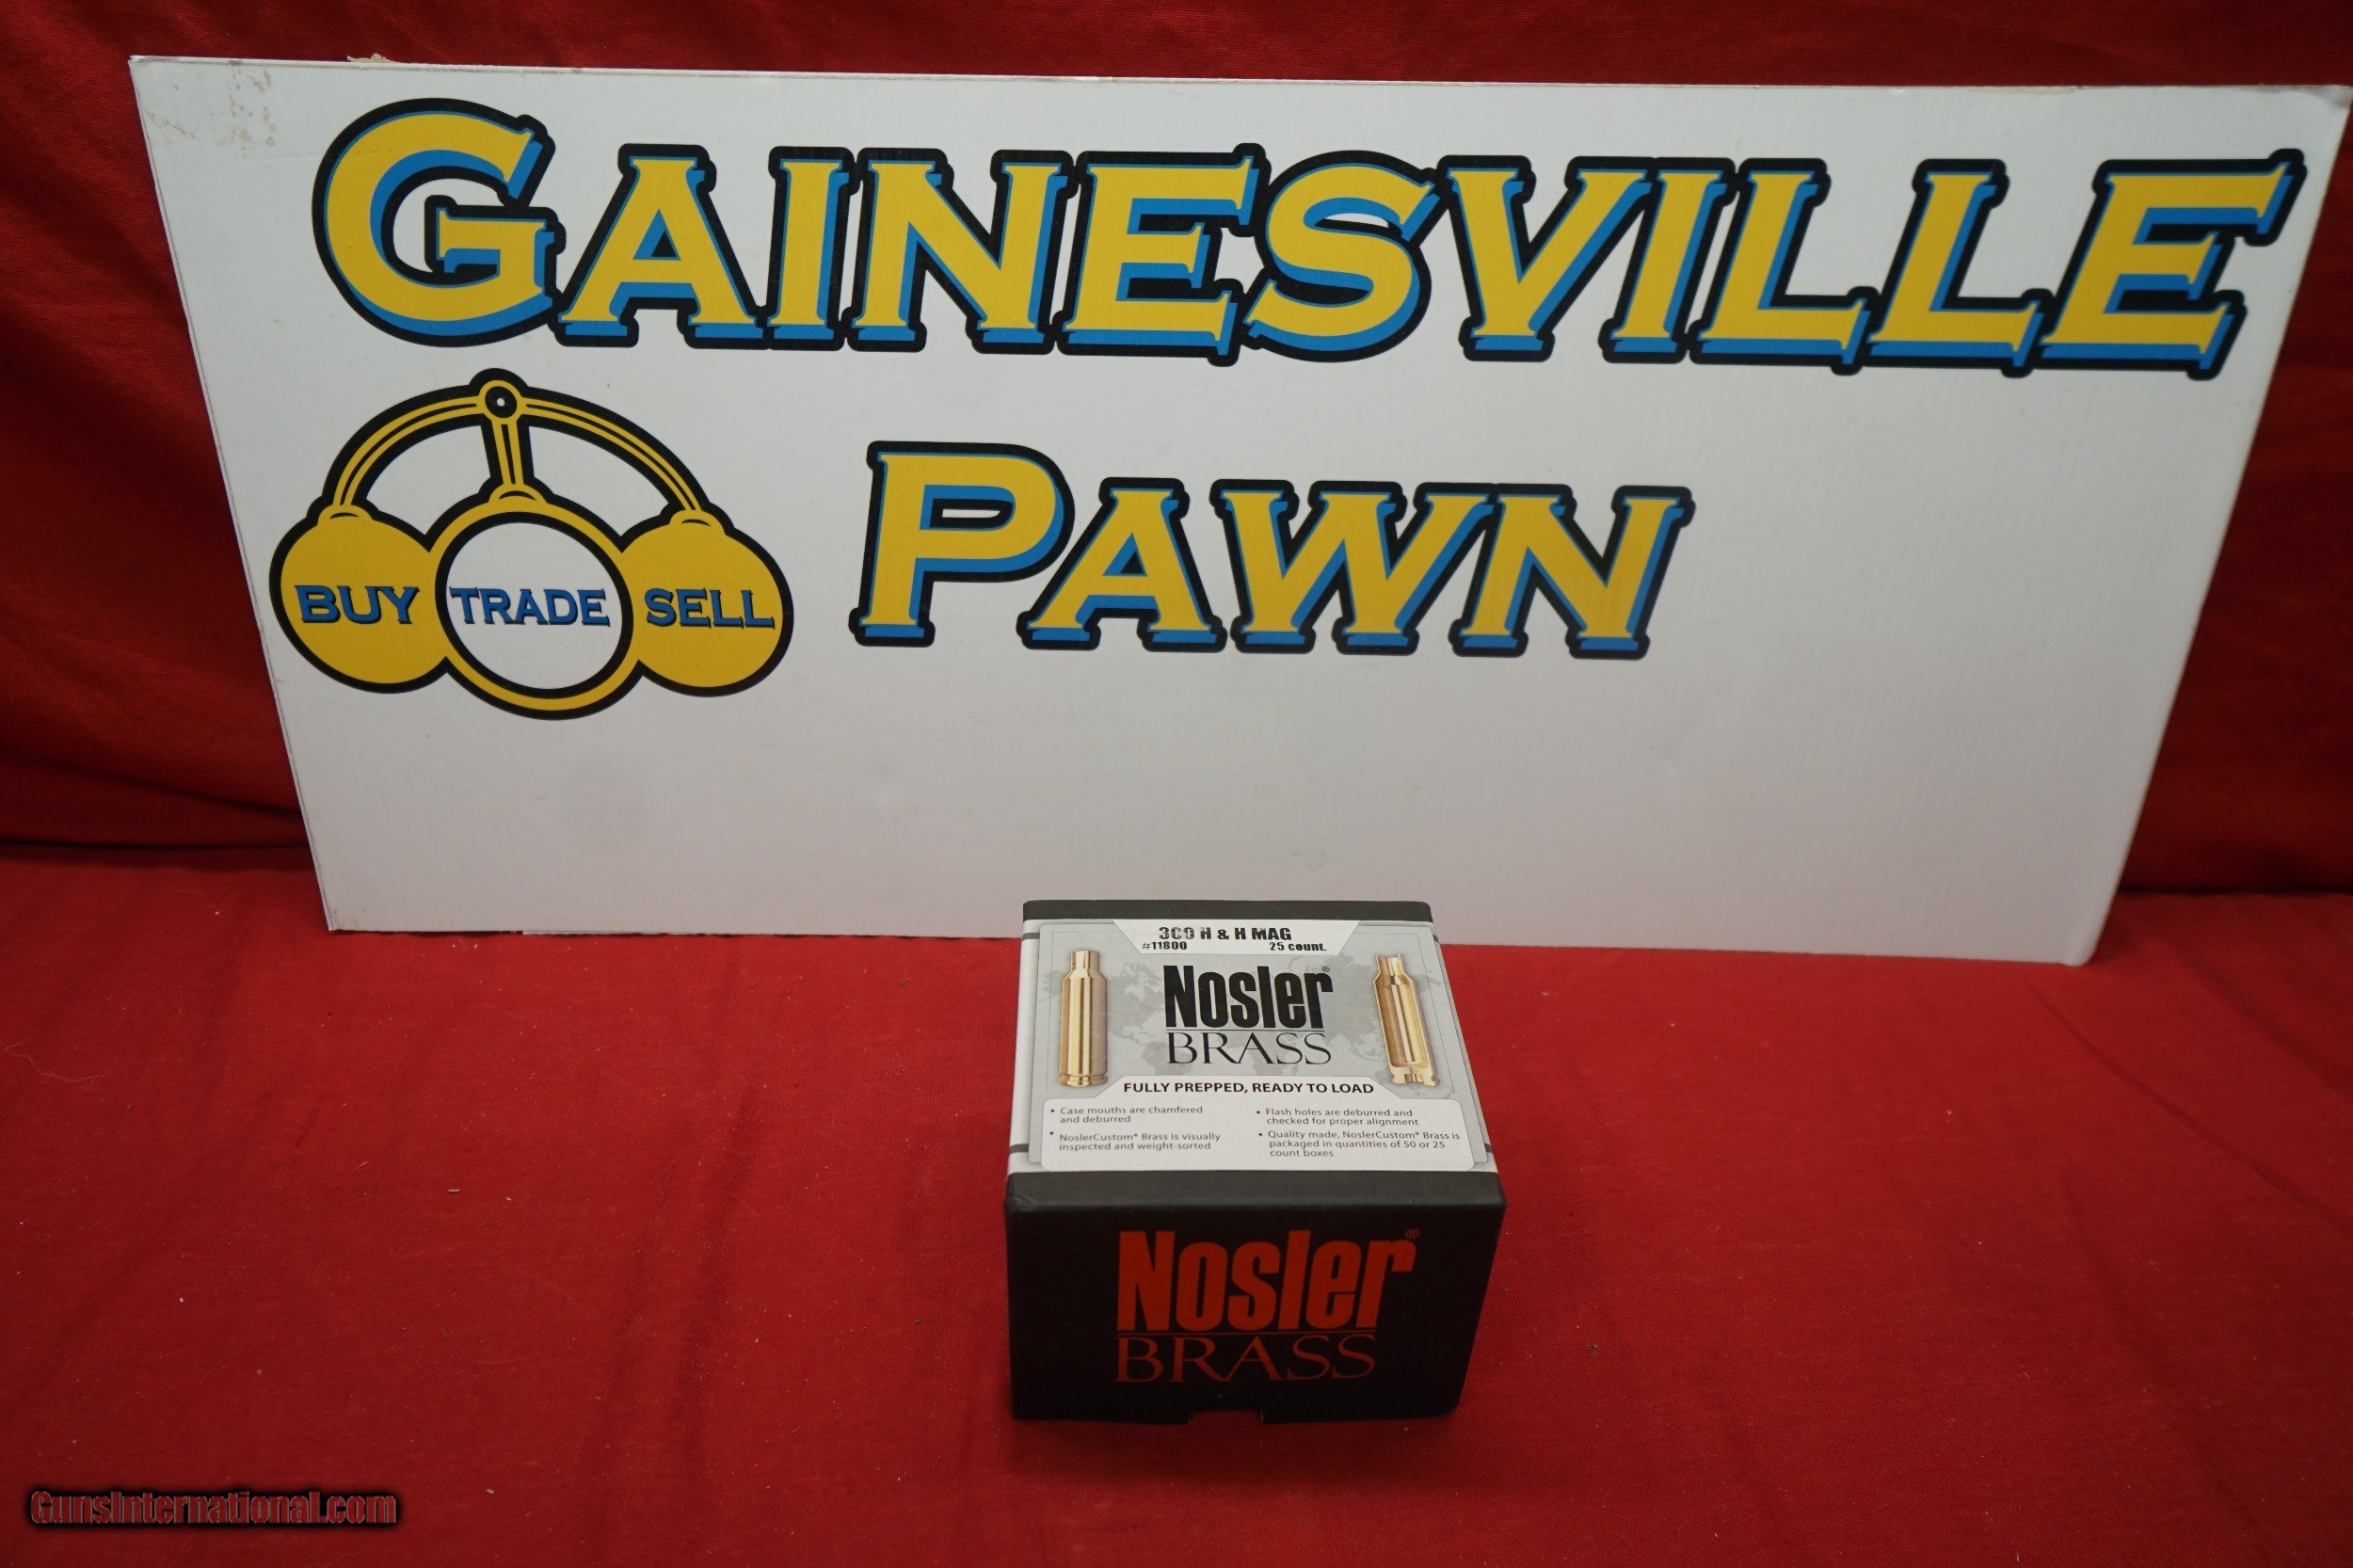 GAINESVILLE
PAWN
BUY TRADE SELL
300 H & H MAG
#11800 25 count.
Nosler®
BRASS
FULLY PREPPED, READY TO LOAD
• Case mouths are chamfered
and deburred
• NoslerCustom® Brass is visually
inspected and weight-sorted
• Flash holes are deburred and
checked for proper alignment
• Quality made, NoslerCustom® Brass is
packaged in quantities of 50 or 25
count boxes
Nosler®
BRASS
GunsInternational.com